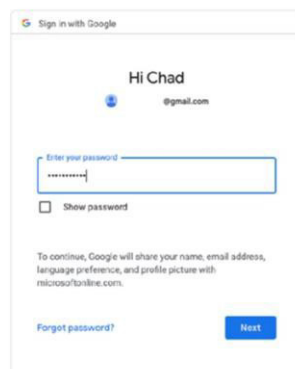 Sign in with Google
Hi Chad
@gmail.com
Enter your password
Show password
To continue, Google will share your name, email address,
language preference, and profile picture with
microsoftonline.com.
Forgot password?
Next